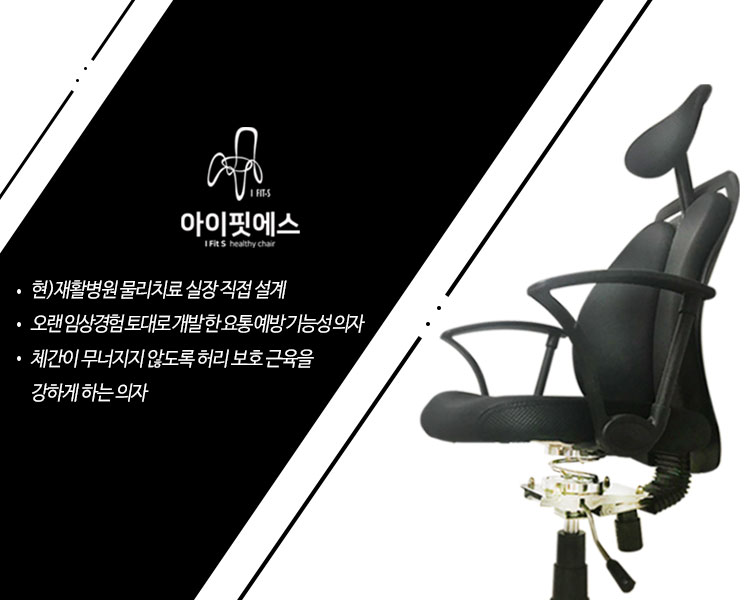 I FIT-S
아이핏에스
I Fit S healthy chair
• 현)재활병원 물리치료 실장 직접 설계
• 오랜 임상경험 토대로 개발한 요통 예방 기능성 의자
• 체간이 무너지지 않도록 허리 보호 근육을
강하게 하는 의자